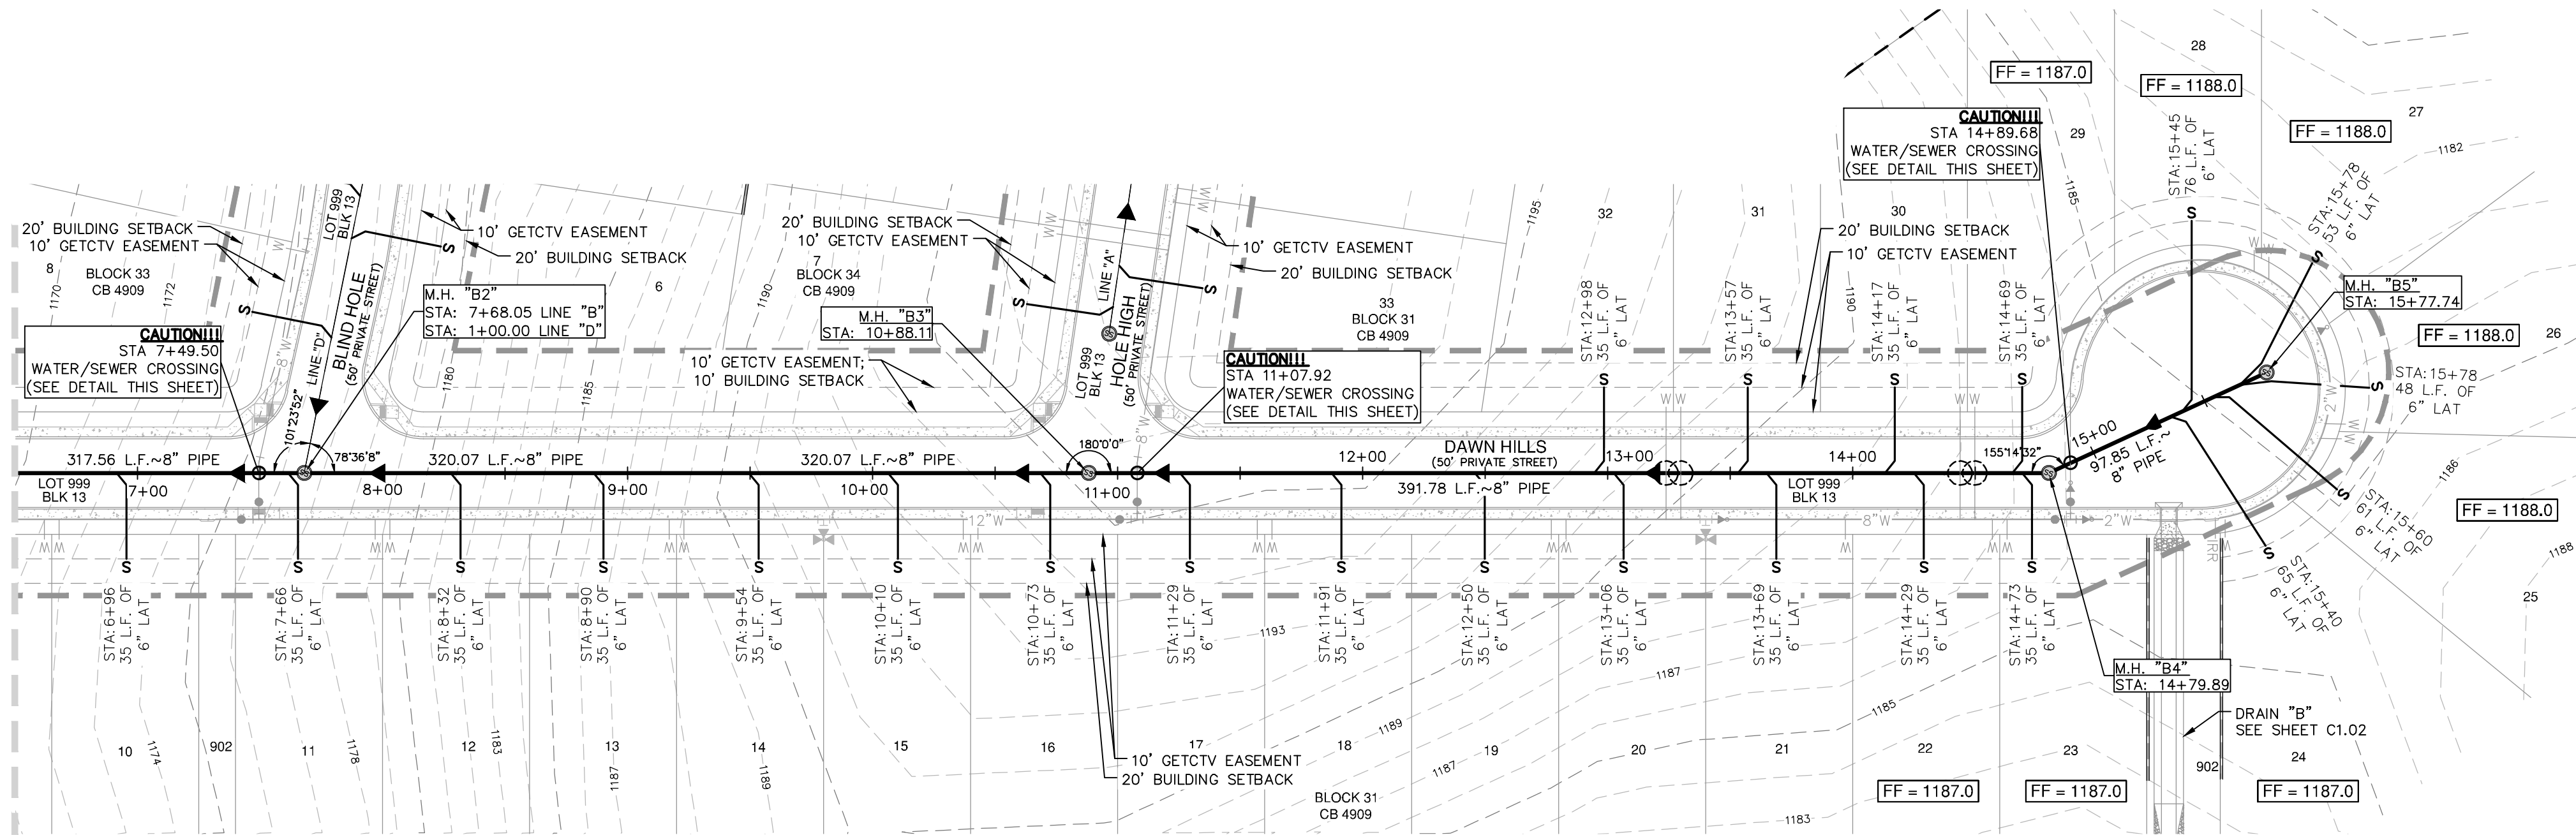 28
FF = 1187.0
FF = 1188.0
27
FF = 1188.0
1182
CAUTION!!!
STA 14+89.68
WATER/SEWER CROSSING
(SEE DETAIL THIS SHEET)
29
1185
STA:15+45
76 L.F. OF
6" LAT
STA:15+78
53 L.F. OF
6" LAT
20' BUILDING SETBACK
10' GETCTV EASEMENT
8
BLOCK 33
CB 4909
1170
1172
LOT 999
BLK 13
10' GETCTV EASEMENT
20' BUILDING SETBACK
BLIND HOLE
(50' PRIVATE STREET)
LINE "D"
M.H. "B2"
STA: 7+68.05 LINE "B"
STA: 1+00.00 LINE "D"
6
20' BUILDING SETBACK
10' GETCTV EASEMENT
7
BLOCK 34
CB 4909
1190
M.H. "B3"
STA: 10+88.11
10' GETCTV EASEMENT;
10' BUILDING SETBACK
LINE "A"
LOT 999
BLK 13
HOLE HIGH
(50' PRIVATE STREET)
10' GETCTV EASEMENT
20' BUILDING SETBACK
33
BLOCK 31
CB 4909
1195
32
31
30
20' BUILDING SETBACK
10' GETCTV EASEMENT
1190
CAUTION!!!
STA 7+49.50
WATER/SEWER CROSSING
(SEE DETAIL THIS SHEET)
8"W
101°23'52"
78°36'8"
1180
1185
CAUTION!!!
STA 11+07.92
WATER/SEWER CROSSING
(SEE DETAIL THIS SHEET)
8"W
180°0'0"
STA:12+98
35 L.F. OF
6" LAT
STA:13+57
35 L.F. OF
6" LAT
STA:14+17
35 L.F. OF
6" LAT
STA:14+69
35 L.F. OF
6" LAT
M.H. "B5"
STA: 15+77.74
FF = 1188.0
26
STA:15+78
48 L.F. OF
6" LAT
2"W
S
S
S
S
S
S
S
S
S
S
S
S
S
317.56 L.F.~8" PIPE
320.07 L.F.~8" PIPE
320.07 L.F.~8" PIPE
DAWN HILLS
(50' PRIVATE STREET)
391.78 L.F.~8" PIPE
155°14'32"
97.85 L.F.~
8" PIPE
LOT 999
BLK 13
7+00
8+00
9+00
10+00
11+00
12+00
13+00
14+00
15+00
LOT 999
BLK 13
12"W
8"W
2"W
IRR
1186
FF = 1188.0
1188
STA:15+60
61 L.F. OF
6" LAT
STA:15+40
65 L.F. OF
6" LAT
25
S
S
S
S
S
S
S
S
S
S
S
S
S
S
STA:6+96
35 L.F. OF
6" LAT
STA:7+66
35 L.F. OF
6" LAT
STA:8+32
35 L.F. OF
6" LAT
STA:8+90
35 L.F. OF
6" LAT
STA:9+54
35 L.F. OF
6" LAT
STA:10+10
35 L.F. OF
6" LAT
STA:10+73
35 L.F. OF
6" LAT
STA:11+29
35 L.F. OF
6" LAT
STA:11+91
35 L.F. OF
6" LAT
STA:12+50
35 L.F. OF
6" LAT
STA:13+06
35 L.F. OF
6" LAT
STA:13+69
35 L.F. OF
6" LAT
STA:14+29
35 L.F. OF
6" LAT
STA:14+73
35 L.F. OF
6" LAT
1193
1187
1185
1189
1187
1183
M.H. "B4"
STA: 14+79.89
DRAIN "B"
SEE SHEET C1.02
10
1174
902
11
1178
12
1183
13
1187
14
1189
15
16
17
18
19
20
21
22
23
902
24
10' GETCTV EASEMENT
20' BUILDING SETBACK
BLOCK 31
CB 4909
FF = 1187.0
FF = 1187.0
FF = 1187.0